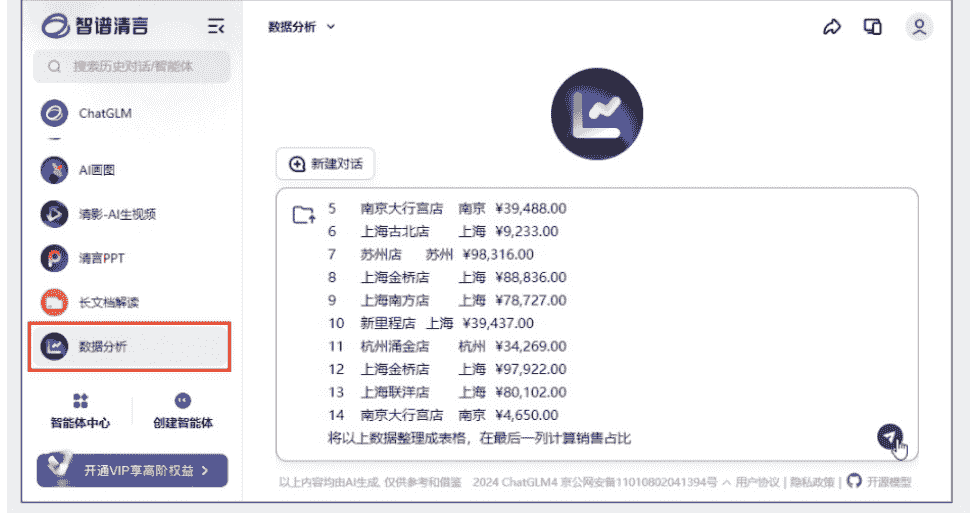 智谱清言
搜索历史对话/智能体
ChatGLM
AI画图
清影-AI生视频
清言PPT
长文档解读
数据分析
智能体中心
创建智能体
开通VIP享高阶权益 >
数据分析
新建对话
5 南京大行宫店 南京 ¥39,488.00
6 上海古北店 上海 ¥9,233.00
7 苏州店 苏州 ¥98,316.00
8 上海金桥店 上海 ¥88,836.00
9 上海南方店 上海 ¥78,727.00
10 新里程店 上海 ¥39,437.00
11 杭州涌金店 杭州 ¥34,269.00
12 上海金桥店 上海 ¥97,922.00
13 上海联洋店 上海 ¥80,102.00
14 南京大行宫店 南京 ¥4,650.00
将以上数据整理成表格，在最后一列计算销售占比
以上内容均由AI生成, 仅供参考和借鉴 2024 ChatGLM4 京公网安备11010802041394号 ^ 用户协议 | 隐私政策 | 开源模型